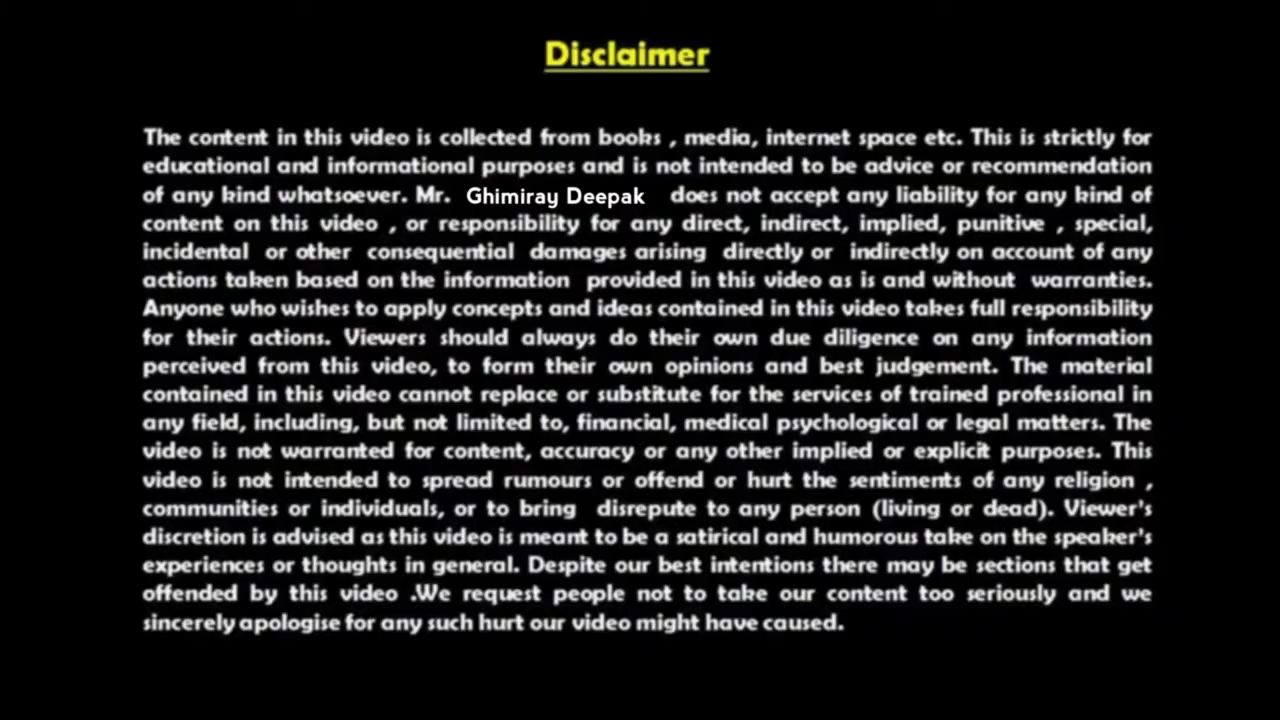 Disclaimer
The content in this video is collected from books , media, internet space etc. This is strictly for
educational and informational purposes and is not intended to be advice or recommendation
of any kind whatsoever. Mr. Ghimiray Deepak does not accept any liability for any kind of
content on this video , or responsibility for any direct, indirect, implied, punitive , special,
incidental or other consequential damages arising directly or indirectly on account of any
actions taken based on the information provided in this video as is and without warranties.
Anyone who wishes to apply concepts and ideas contained in this video takes full responsibility
for their actions. Viewers should always do their own due diligence on any information
perceived from this video, to form their own opinions and best judgement. The material
contained in this video cannot replace or substitute for the services of trained professional in
any field, including, but not limited to, financial, medical psychological or legal matters. The
video is not warranted for content, accuracy or any other implied or explicit purposes. This
video is not intended to spread rumours or offend or hurt the sentiments of any religion ,
communities or individuals, or to bring disrepute to any person (living or dead). Viewer's
discretion is advised as this video is meant to be a satirical and humorous take on the speaker's
experiences or thoughts in general. Despite our best intentions there may be sections that get
offended by this video .We request people not to take our content too seriously and we
sincerely apologise for any such hurt our video might have caused.